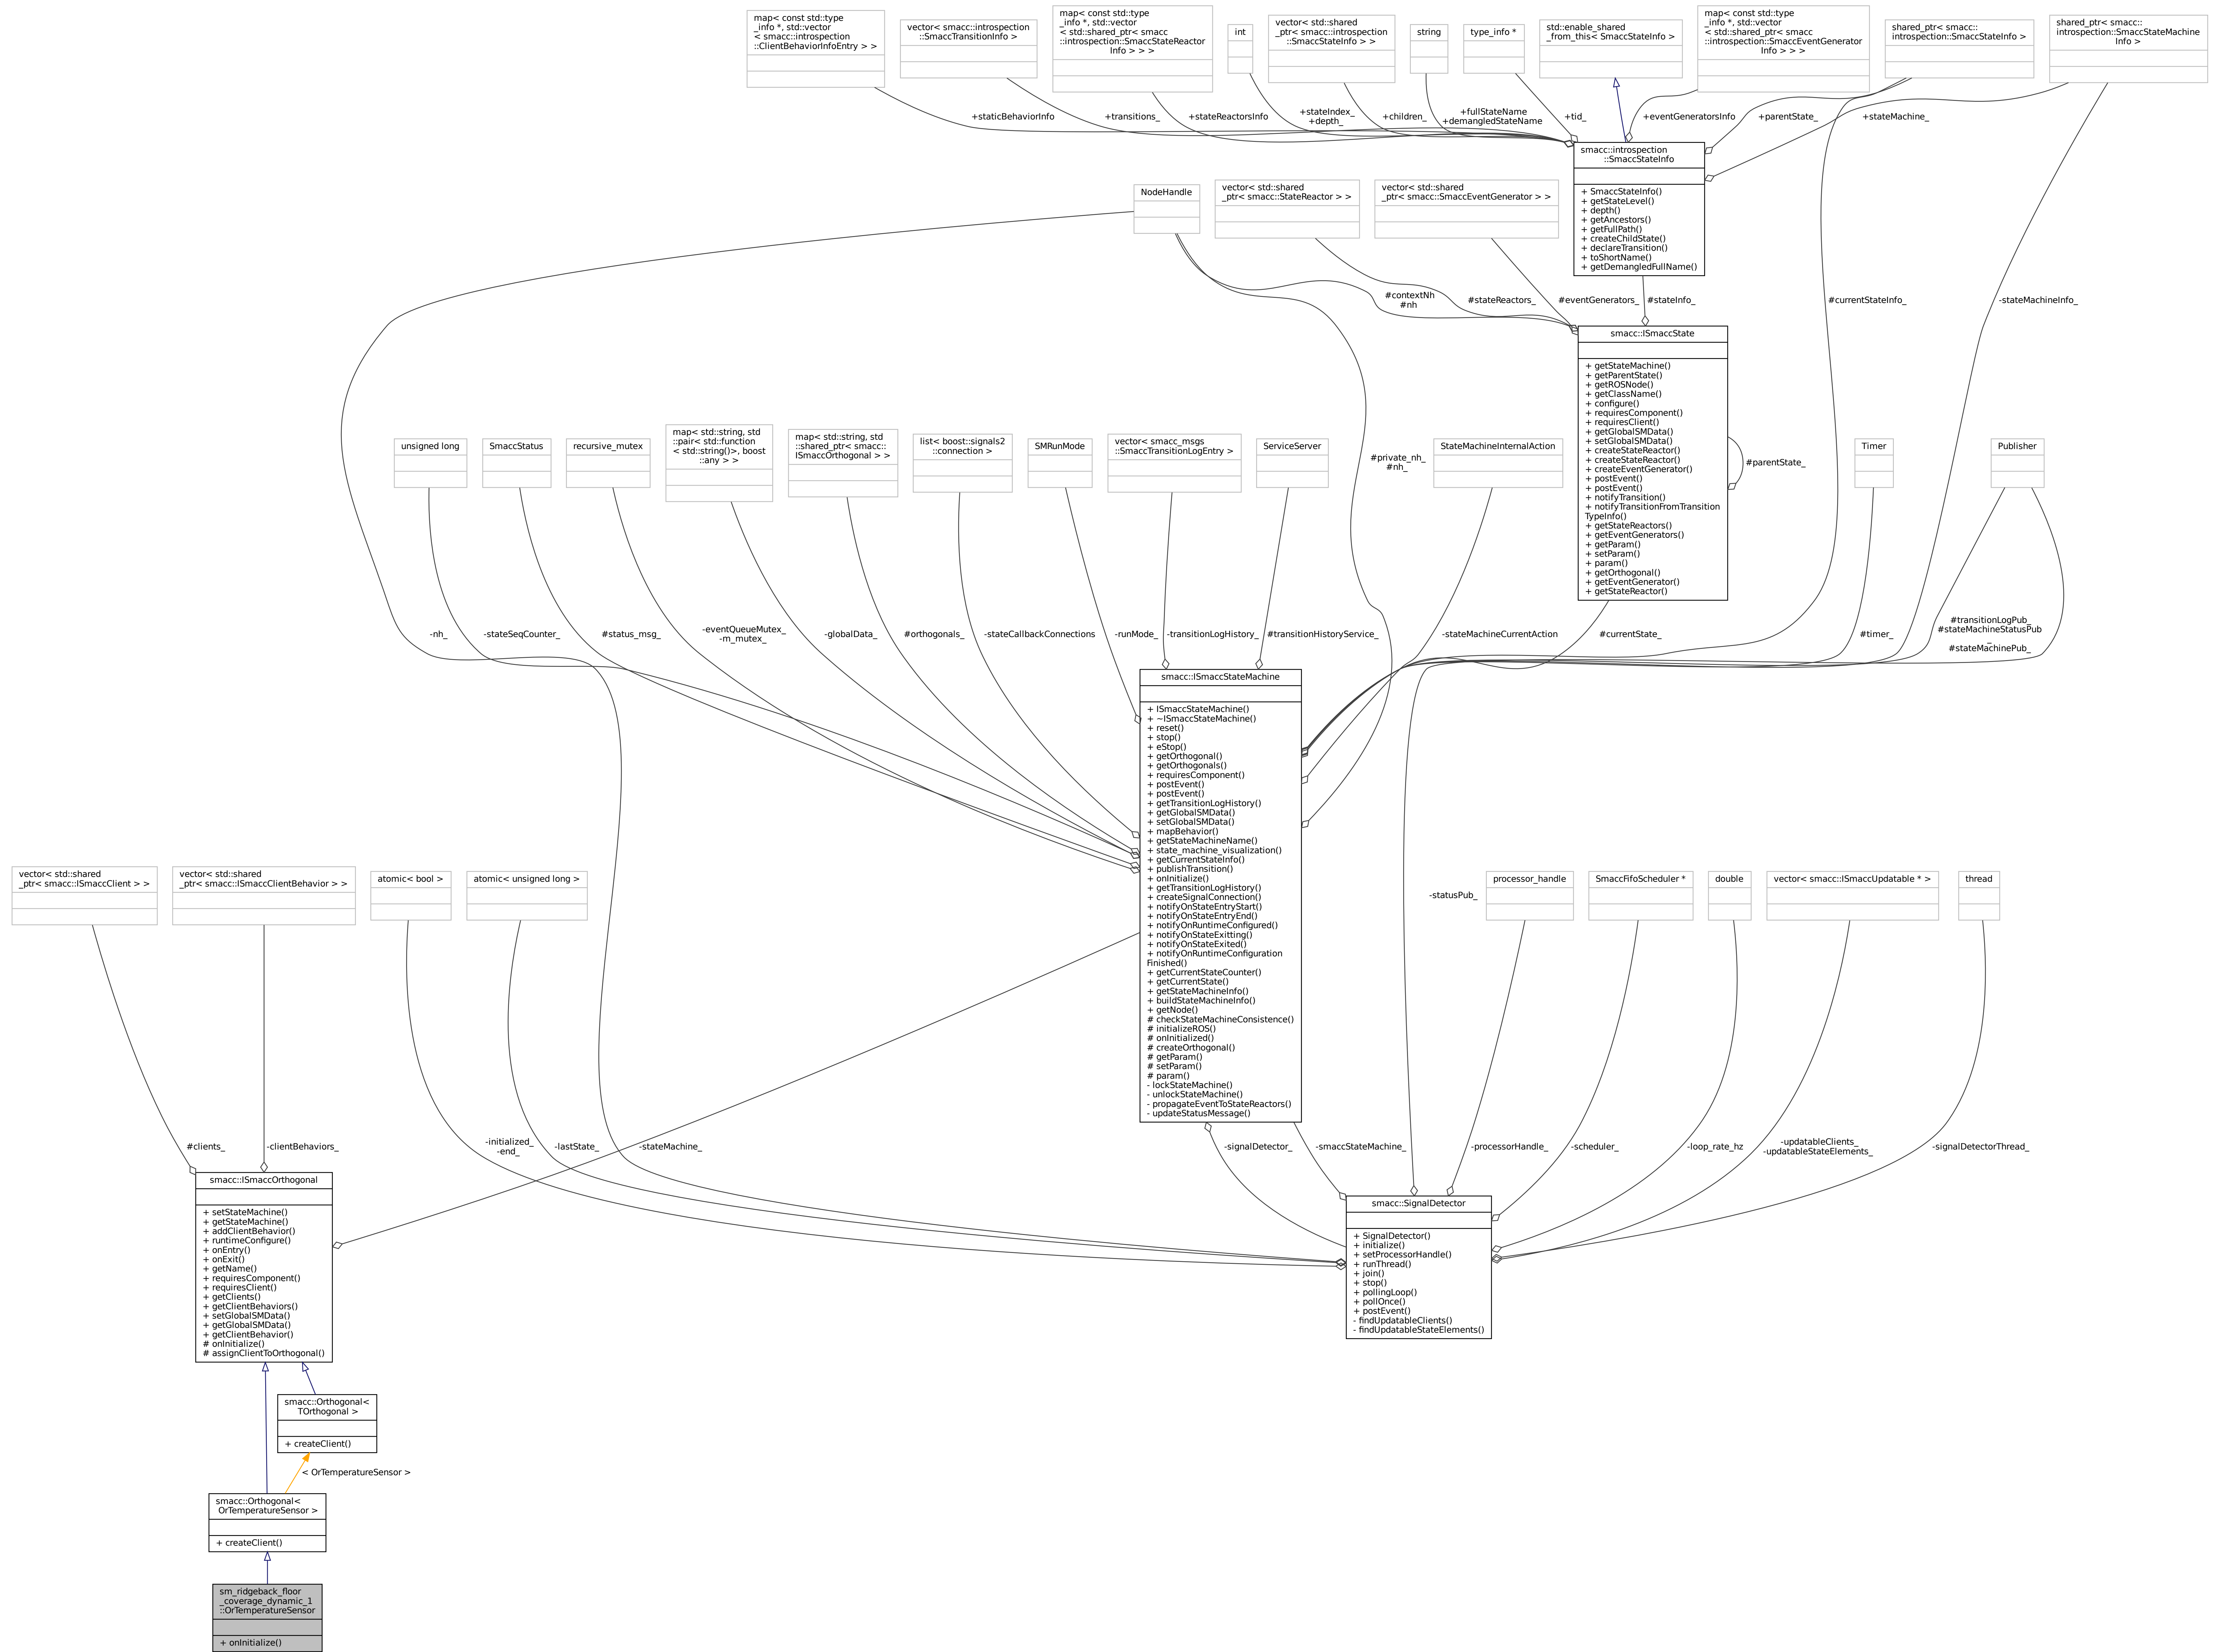 map< const std::type
_info *, std::vector
< smacc::introspection
::ClientBehaviorInfoEntry > >
vector< smacc::introspection
::SmaccTransitionInfo >
map< const std::type
_info *, std::vector
< std::shared_ptr< smacc
::introspection::SmaccStateReactor
Info > > >
int
vector< std::shared
_ptr< smacc::introspection
::SmaccStateInfo > >
string
type_info *
std::enable_shared
_from_this< SmaccStateInfo >
map< const std::type
_info *, std::vector
< std::shared_ptr< smacc
::introspection::SmaccEventGenerator
Info > > >
shared_ptr< smacc::
introspection::SmaccStateInfo >
shared_ptr< smacc::
introspection::SmaccStateMachine
Info >
+staticBehaviorInfo
+transitions_
+stateReactorsInfo
+stateIndex_
+depth_
+children_
+fullStateName
+demangledStateName
+tid_
+eventGeneratorsInfo
+parentState_
+stateMachine_
smacc::introspection
::SmaccStateInfo
+ SmaccStateInfo()
+ getStateLevel()
+ depth()
+ getAncestors()
+ getFullPath()
+ createChildState()
+ declareTransition()
+ toShortName()
+ getDemangledFullName()
NodeHandle
vector< std::shared
_ptr< smacc::StateReactor > >
vector< std::shared
_ptr< smacc::SmaccEventGenerator > >
#contextNh
#nh
#stateReactors_
#eventGenerators_
#stateInfo_
#currentStateInfo_
-stateMachineInfo_
smacc::ISmaccState
+ getStateMachine()
+ getParentState()
+ getROSNode()
+ getClassName()
+ configure()
+ requiresComponent()
+ requiresClient()
+ getGlobalSMData()
+ setGlobalSMData()
+ createStateReactor()
+ createStateReactor()
+ createEventGenerator()
+ postEvent()
+ postEvent()
+ notifyTransition()
+ notifyTransitionFromTransition
TypeInfo()
+ getStateReactors()
+ getEventGenerators()
+ getParam()
+ setParam()
+ param()
+ getOrthogonal()
+ getEventGenerator()
+ getStateReactor()
#parentState_
unsigned long
SmaccStatus
recursive_mutex
map< std::string, std
::pair< std::function
< std::string()>, boost
::any > >
map< std::string, std
::shared_ptr< smacc::
ISmaccOrthogonal > >
list< boost::signals2
::connection >
SMRunMode
vector< smacc_msgs
::SmaccTransitionLogEntry >
ServiceServer
#private_nh_
#nh_
StateMachineInternalAction
Timer
Publisher
-nh_
-stateSeqCounter_
#status_msg_
-eventQueueMutex_
-m_mutex_
-globalData_
#orthogonals_
-stateCallbackConnections
-runMode_
-transitionLogHistory_
#transitionHistoryService_
-stateMachineCurrentAction
#currentState_
#timer_
#transitionLogPub_
#stateMachineStatusPub
_
#stateMachinePub_
smacc::ISmaccStateMachine
+ ISmaccStateMachine()
+ ~ISmaccStateMachine()
+ reset()
+ stop()
+ eStop()
+ getOrthogonal()
+ getOrthogonals()
+ requiresComponent()
+ postEvent()
+ postEvent()
+ getTransitionLogHistory()
+ getGlobalSMData()
+ setGlobalSMData()
+ mapBehavior()
+ getStateMachineName()
+ state_machine_visualization()
+ getCurrentStateInfo()
+ publishTransition()
+ onInitialize()
+ getTransitionLogHistory()
+ createSignalConnection()
+ notifyOnStateEntryStart()
+ notifyOnStateEntryEnd()
+ notifyOnRuntimeConfigured()
+ notifyOnStateExitting()
+ notifyOnStateExited()
+ notifyOnRuntimeConfiguration
Finished()
+ getCurrentStateCounter()
+ getCurrentState()
+ getStateMachineInfo()
+ buildStateMachineInfo()
+ getNode()
# checkStateMachineConsistence()
# initializeROS()
# onInitialized()
# createOrthogonal()
# getParam()
# setParam()
# param()
- lockStateMachine()
- unlockStateMachine()
- propagateEventToStateReactors()
- updateStatusMessage()
vector< std::shared
_ptr< smacc::ISmaccClient > >
vector< std::shared
_ptr< smacc::ISmaccClientBehavior > >
atomic< bool >
atomic< unsigned long >
-statusPub_
processor_handle
SmaccFifoScheduler *
double
vector< smacc::ISmaccUpdatable * >
thread
#clients_
-clientBehaviors_
-initialized_
-end_
-lastState_
-stateMachine_
-signalDetector_
-smaccStateMachine_
-processorHandle_
-scheduler_
-loop_rate_hz
-updatableClients_
-updatableStateElements_
-signalDetectorThread_
smacc::ISmaccOrthogonal
+ setStateMachine()
+ getStateMachine()
+ addClientBehavior()
+ runtimeConfigure()
+ onEntry()
+ onExit()
+ getName()
+ requiresComponent()
+ requiresClient()
+ getClients()
+ getClientBehaviors()
+ setGlobalSMData()
+ getGlobalSMData()
+ getClientBehavior()
# onInitialize()
# assignClientToOrthogonal()
smacc::SignalDetector
+ SignalDetector()
+ initialize()
+ setProcessorHandle()
+ runThread()
+ join()
+ stop()
+ pollingLoop()
+ pollOnce()
+ postEvent()
- findUpdatableClients()
- findUpdatableStateElements()
smacc::Orthogonal<
TOrthogonal >
+ createClient()
< OrTemperatureSensor >
smacc::Orthogonal<
OrTemperatureSensor >
+ createClient()
sm_ridgeback_floor
_coverage_dynamic_1
::OrTemperatureSensor
+ onInitialize()